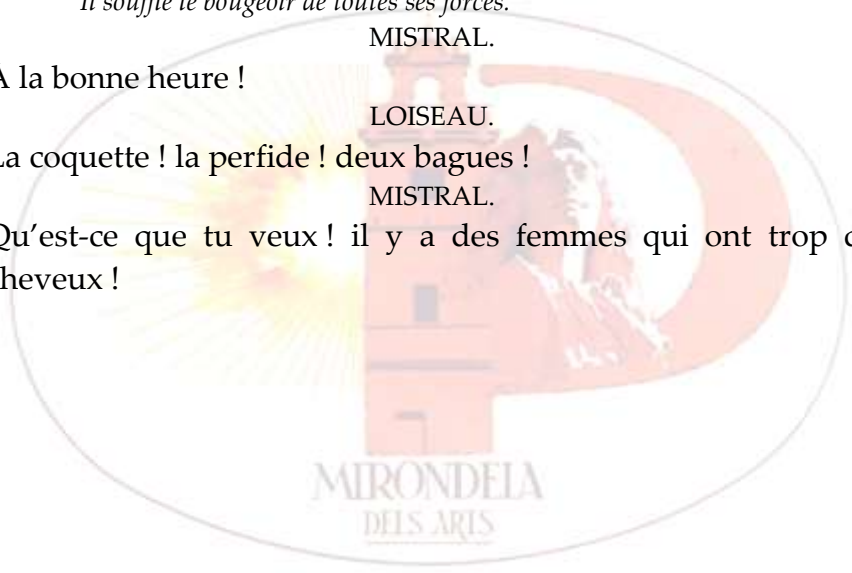 Il souffle le bougeoir de toutes ses forces.
MISTRAL.
À la bonne heure !
LOISEAU.
La coquette ! la perfide ! deux bagues !
MISTRAL.
Qu’est-ce que tu veux ! il y a des femmes qui ont trop
cheveux !
MIRONDELA
DELS ARTS